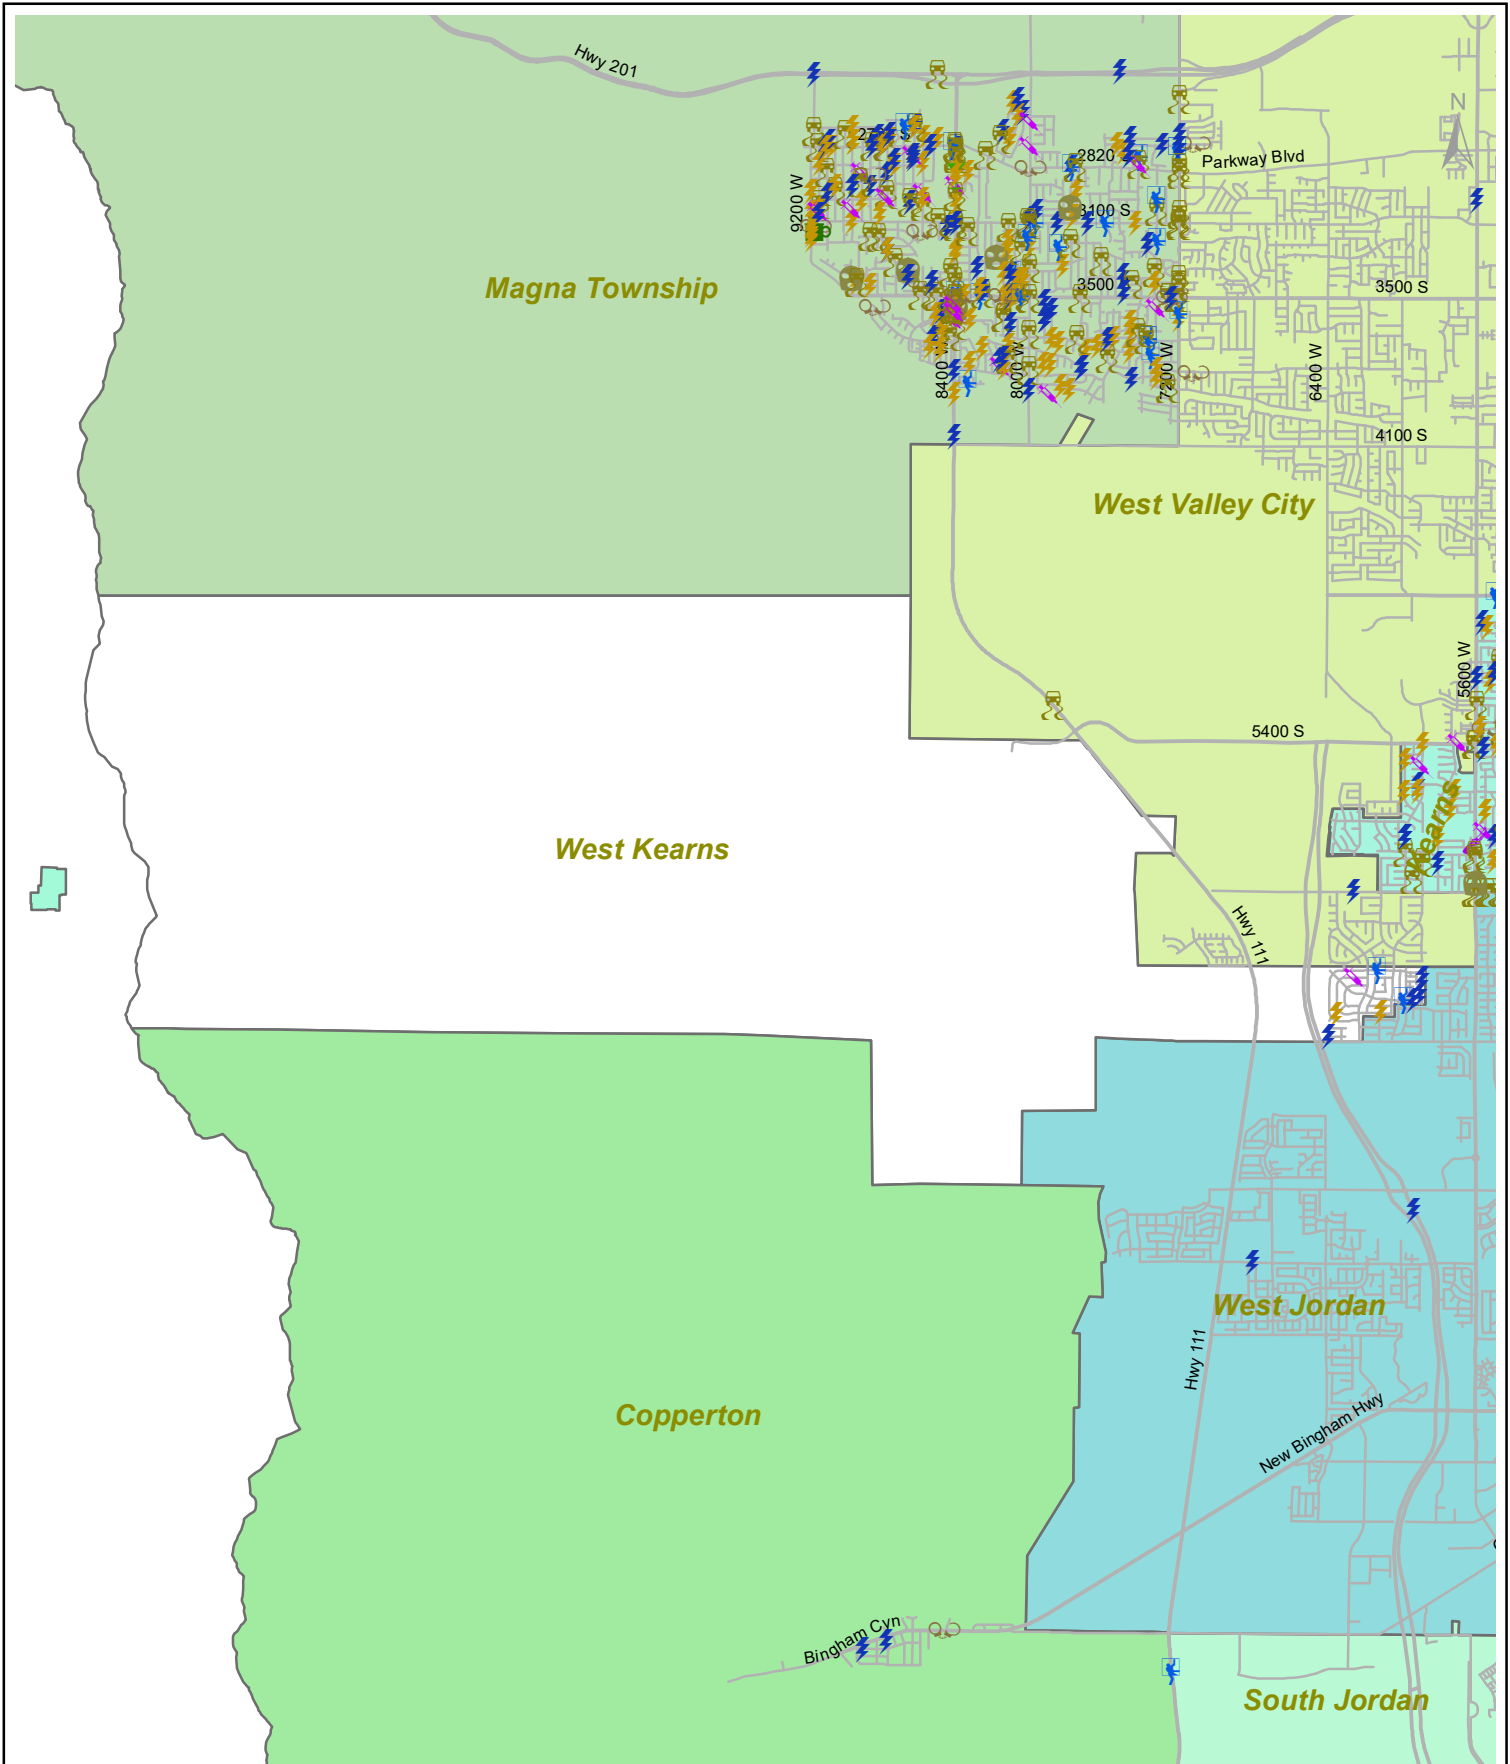 Hwy 201
N
2820
Parkway Blvd
9200 W
3100 S
Magna Township
3500
3500 S
8400 W
8000 W
7200 W
6400 W
4100 S
West Valley City
5600 W
5400 S
Kearns
West Kearns
Hwy 111
West Jordan
Hwy 111
Copperton
New Bingham Hwy
Bingham Cyn
South Jordan